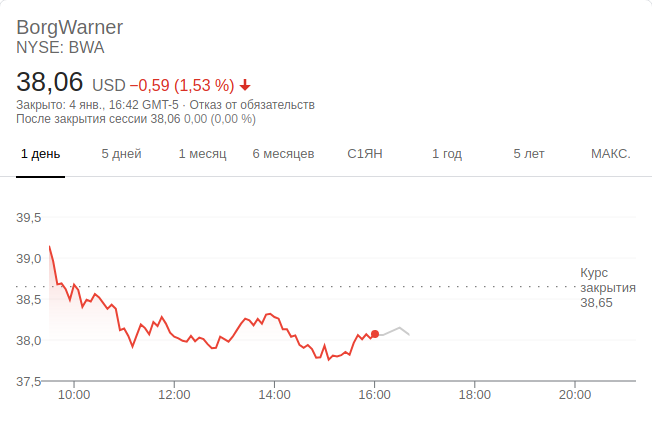 BorgWarner
NYSE: BWA
38,06 USD −0,59 (1,53 %)
Закрыто: 4 янв., 16:42 GMT-5 · Отказ от обязательств
После закрытия сессии 38,06 0,00 (0,00 %)
1 день 5 дней 1 месяц 6 месяцев С1ЯН 1 год 5 лет МАКС.
39,5
39,0
Курс
закрытия
38,65
38,5
38,0
37,5
10:00 12:00 14:00 16:00 18:00 20:00